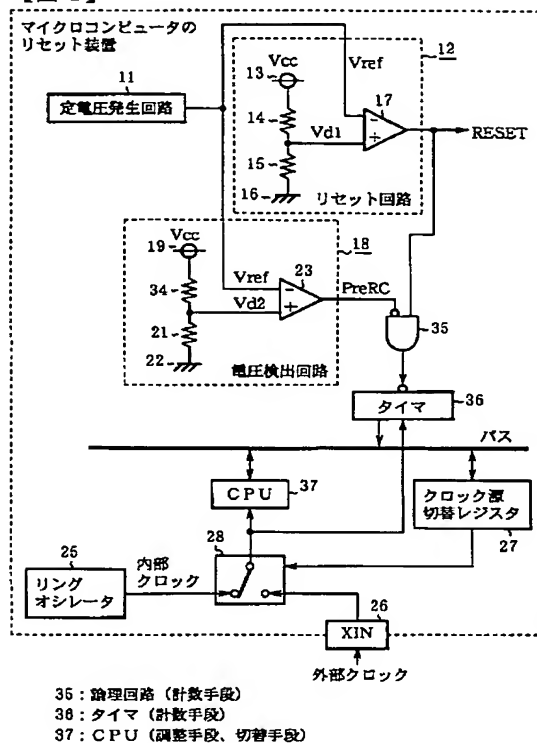 マイクロコンピュータの
リセット装置
11
定電圧発生回路
12
Vcc
13
14
Vd1
15
16
Vref
17
RESET
リセット回路
18
Vcc
19
34
Vref
Vd2
21
22
23
PreRC
電圧検出回路
35
タイマ
36
バス
CPU
37
クロック源
切替レジスタ
27
28
25
内部
クロック
リング
オシレータ
XIN
26
外部クロック
35:論理回路(計数手段)
36:タイマ(計数手段)
37:CPU(調整手段、切替手段)